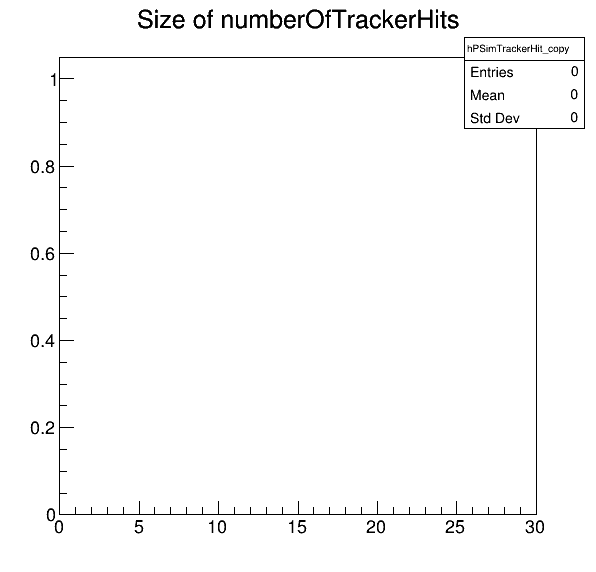 Size of numberOfTrackerHits
hPSimTrackerHit_copy
Entries 0
Mean 0
Std Dev 0
1
0.8
0.6
0.4
0.2
0
0 5 10 15 20 25 30